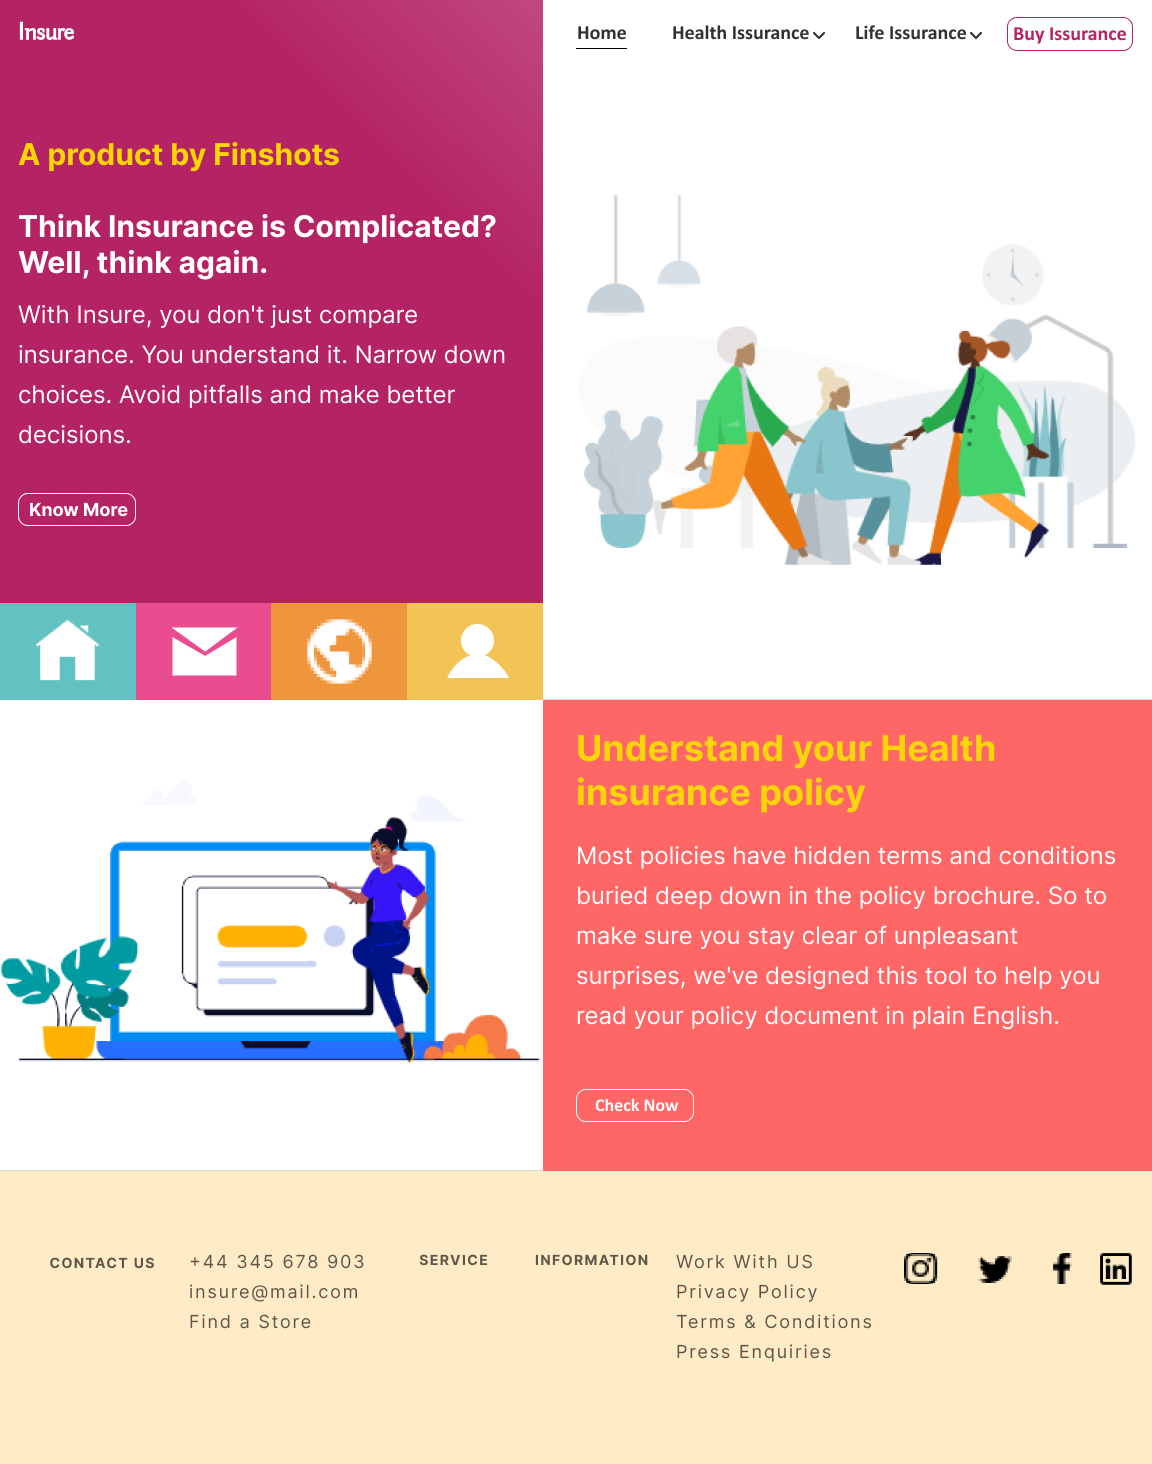 Insure
Home
Health Issurance
Life Issurance
Buy Issurance
A product by Finshots
Think Insurance is Complicated?
Well, think again.
With Insure, you don't just compare
insurance. You understand it. Narrow down
choices. Avoid pitfalls and make better
decisions.
Know More
Understand your Health
insurance policy
Most policies have hidden terms and conditions
buried deep down in the policy brochure. So to
make sure you stay clear of unpleasant
surprises, we've designed this tool to help you
read your policy document in plain English.
Check Now
CONTACT US
+44 345 678 903
insure@mail.com
Find a Store
SERVICE
INFORMATION
Work With US
Privacy Policy
Terms & Conditions
Press Enquiries